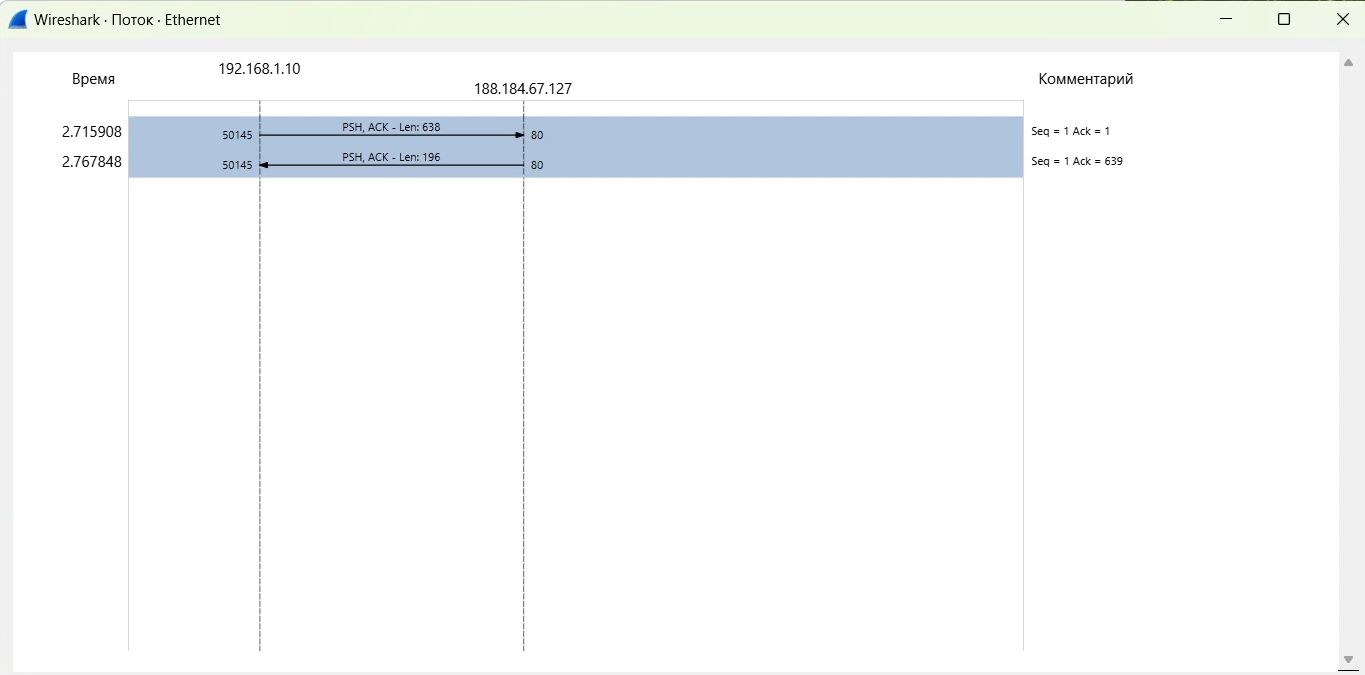 Wireshark · Поток · Ethernet
192.168.1.10
Время
Комментарий
188.184.67.127
2.715908 50145 PSH, ACK - Len: 638 80 Seq = 1 Ack = 1
2.767848 50145 PSH, ACK - Len: 196 80 Seq = 1 Ack = 639